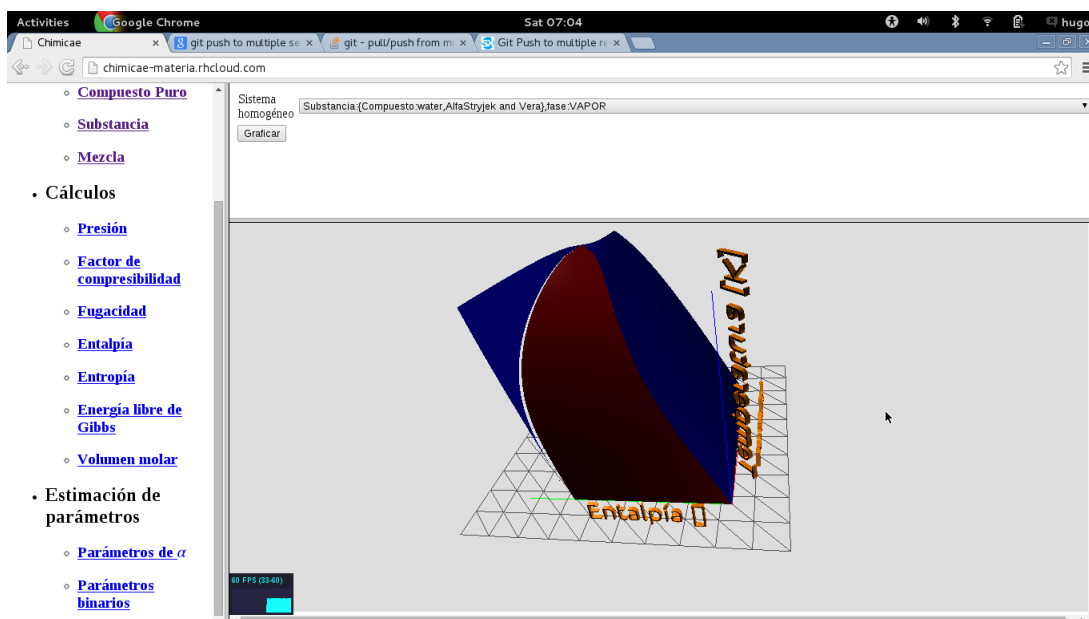 Activities
Google Chrome
Sat 07:04
hugo
Chimicae
git push to multiple se
git - pull/push from m
Git Push to multiple re
chimicae-materia.rhcloud.com
Compuesto Puro
Substancia
Mezcla
Cálculos
Presión
Factor de
compresibilidad
Fugacidad
Entalpía
Entropía
Energía libre de
Gibbs
Volumen molar
Estimación de
parámetros
Parámetros de α
Parámetros
binarios
Sistema
homogéneo
Substancia:{Compuesto:water,AlfaStryjek and Vera},fase:VAPOR
Graficar
Temperatura [K]
Entalpía []
60 FPS (33-60)